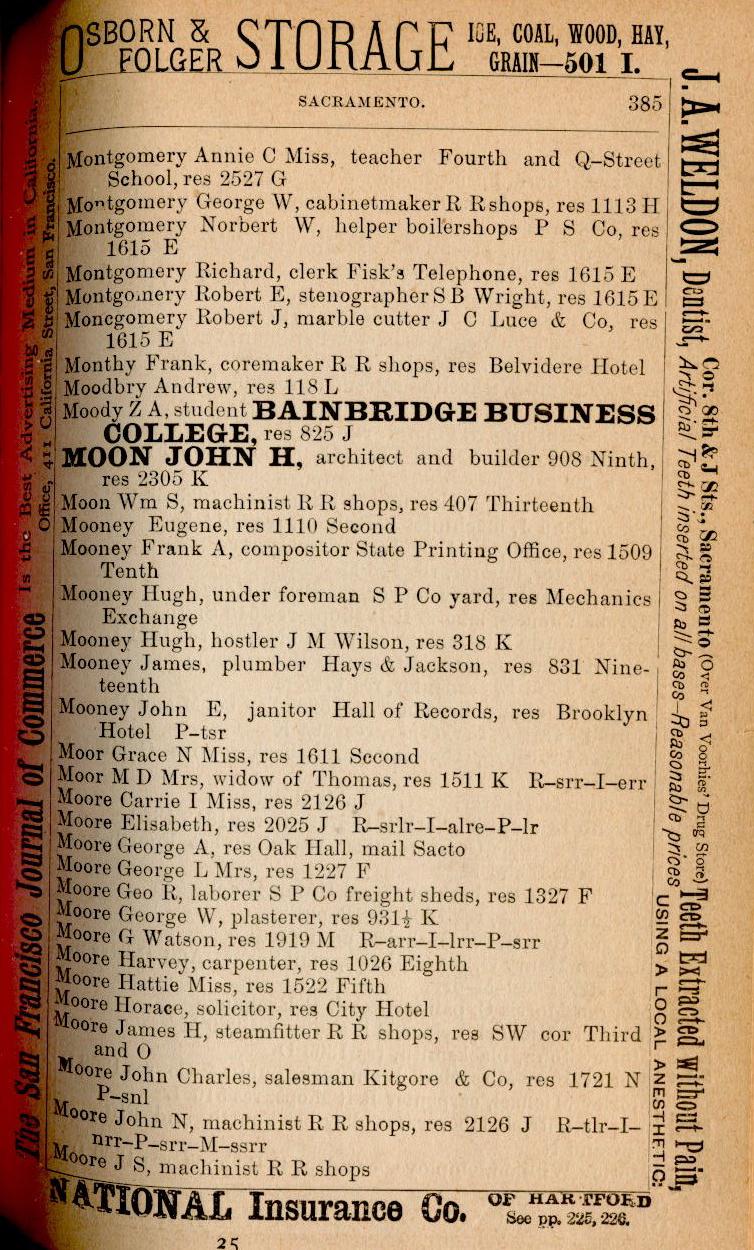 OSBORN & FOLGER STORAGE ICE, COAL, WOOD, HAY, GRAIN—501 I.
SACRAMENTO. 385
Montgomery Annie C Miss, teacher Fourth and Q–Street
School, res 2527 G
Montgomery George W, cabinetmaker R R shops, res 1113 H
Montgomery Norbert W, helper boilershops P S Co, res
1615 E
Montgomery Richard, clerk Fisk's Telephone, res 1615 E
Montgomery Robert E, stenographer S B Wright, res 1615 E
Moncgomery Robert J, marble cutter J C Luce & Co, res
1615 E
Monthy Frank, coremaker R R shops, res Belvidere Hotel
Moodbry Andrew, res 118 L
Moody Z A, student BAINBRIDGE BUSINESS
COLLEGE, res 825 J
MOON JOHN H, architect and builder 908 Ninth,
res 2305 K
Moon Wm S, machinist R R shops, res 407 Thirteenth
Mooney Eugene, res 1110 Second
Mooney Frank A, compositor State Printing Office, res 1509
Tenth
Mooney Hugh, under foreman S P Co yard, res Mechanics
Exchange
Mooney Hugh, hostler J M Wilson, res 318 K
Mooney James, plumber Hays & Jackson, res 831 Nine-
teenth
Mooney John E, janitor Hall of Records, res Brooklyn
Hotel P–tsr
Moor Grace N Miss, res 1611 Second
Moor M D Mrs, widow of Thomas, res 1511 K R–srr–I–err
Moore Carrie I Miss, res 2126 J
Moore Elisabeth, res 2025 J R–srlr–I–alre–P–lr
Moore George A, res Oak Hall, mail Sacto
Moore George L Mrs, res 1227 F
Moore Geo R, laborer S P Co freight sheds, res 1327 F
Moore George W, plasterer, res 931½ K
Moore G Watson, res 1919 M R–arr–I–lrr–P–srr
Moore Harvey, carpenter, res 1026 Eighth
Moore Hattie Miss, res 1522 Fifth
Moore Horace, solicitor, res City Hotel
Moore James H, steamfitter R R shops, res SW cor Third
and O
Moore John Charles, salesman Kitgore & Co, res 1721 N
P–snl
Moore John N, machinist R R shops, res 2126 J R–tlr–I–
nrr–P–srr–M–ssrr
Moore J S, machinist R R shops
NATIONAL Insurance Co. OF HARTFORD
See pp. 225, 226.
25
The San Francisco Journal of Commerce Is the Best Advertising Medium in California.
Office, 411 California Street, San Francisco.
J. A. WELDON, Dentist, Cor. 8th & J Sts., Sacramento (Over Van Voorhies' Drug Store) Teeth Extracted without Pain,
Artificial Teeth inserted on all bases—Reasonable prices USING A LOCAL ANESTHETIC.